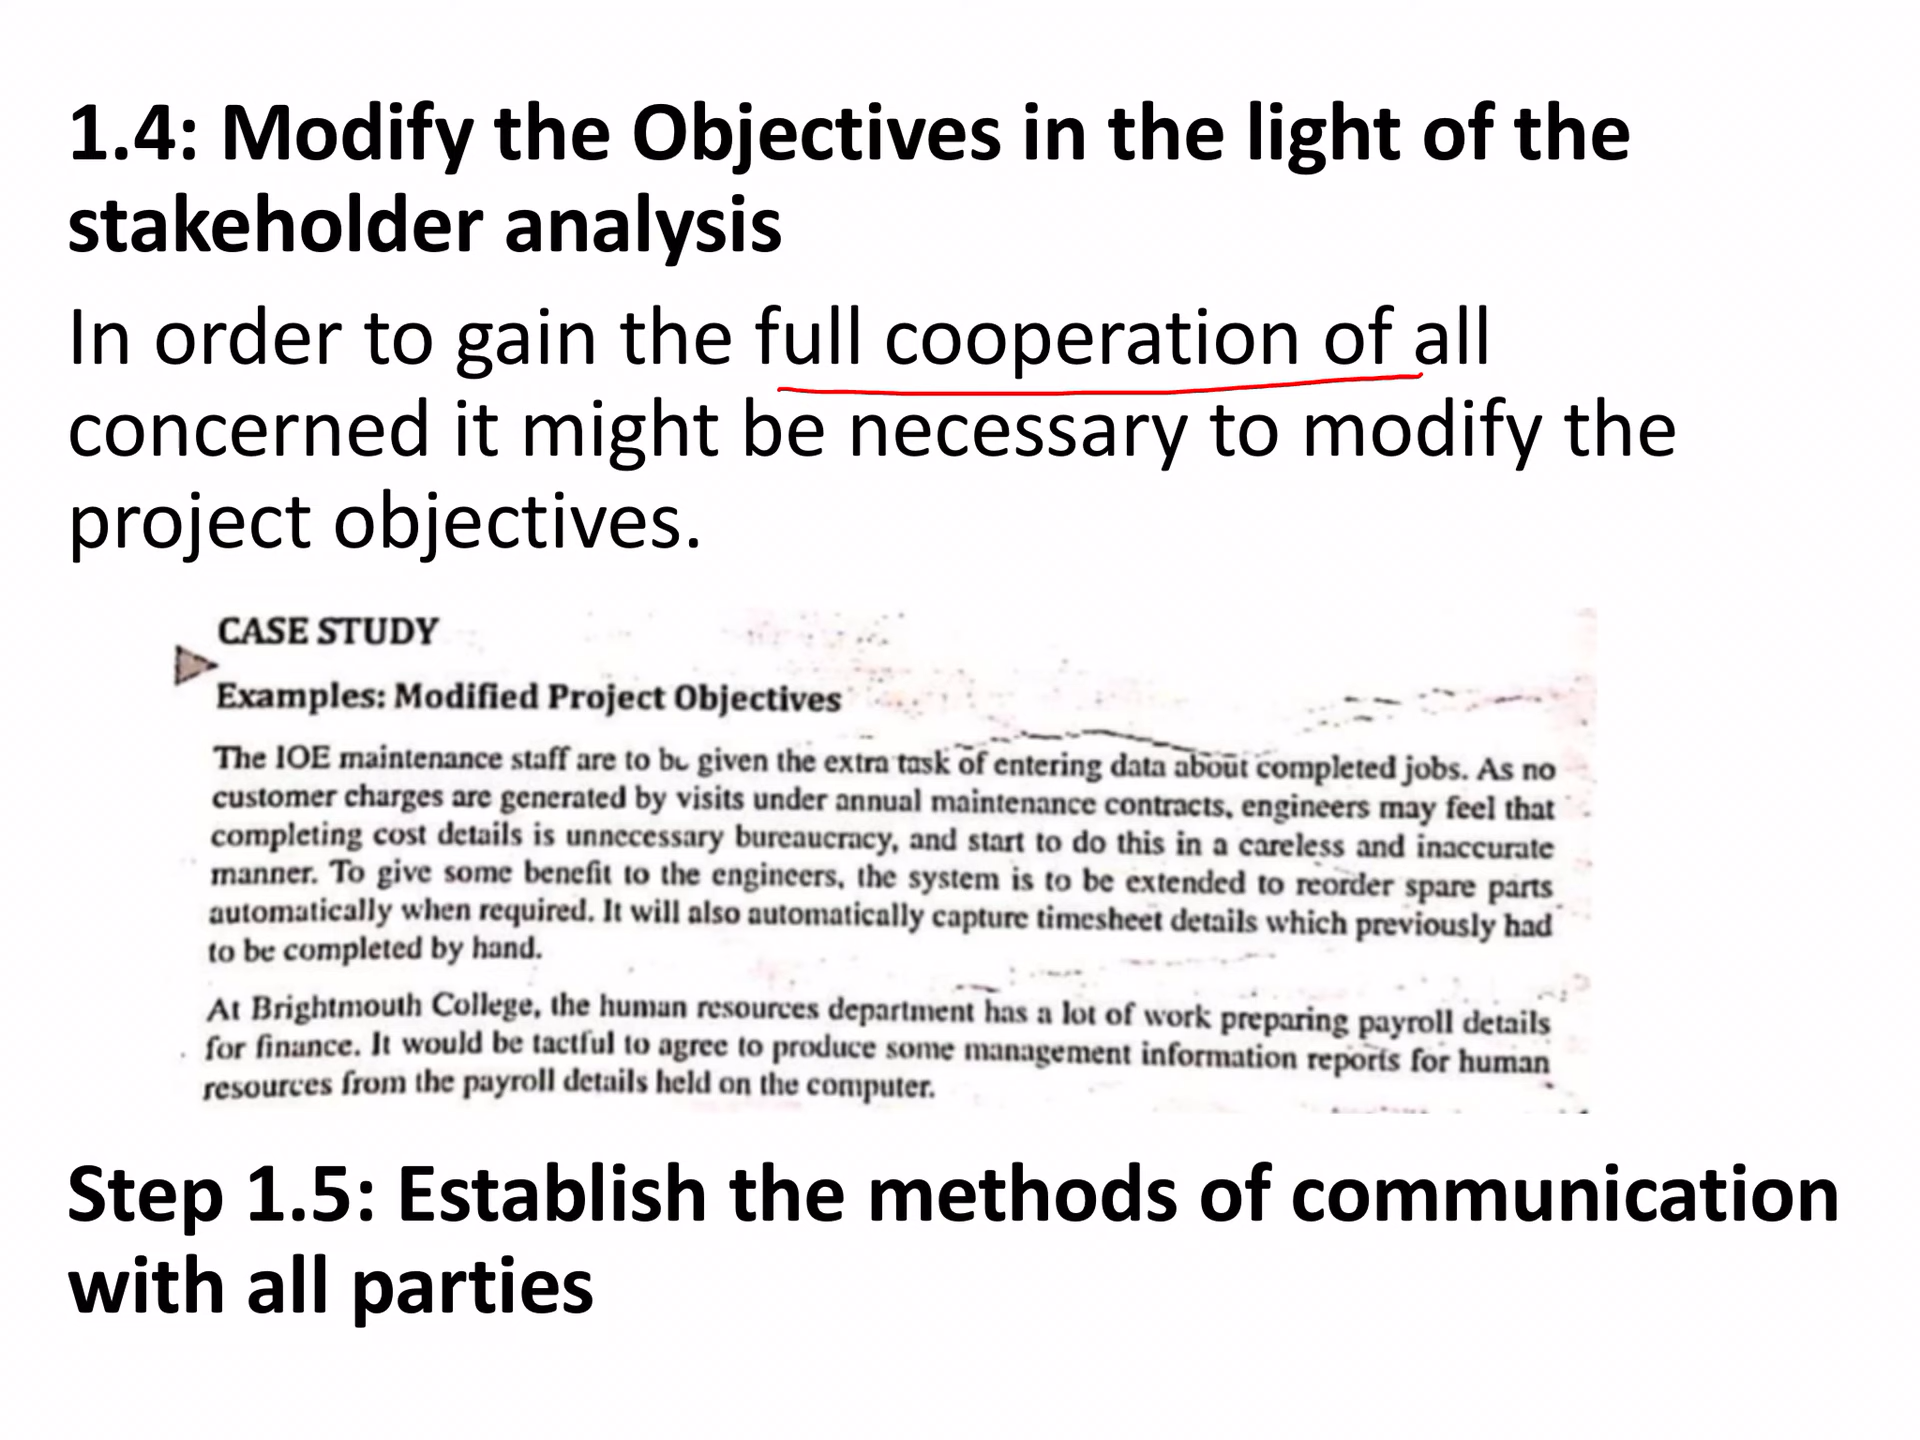 1.4: Modify the Objectives in the light of the
stakeholder analysis
In order to gain the full cooperation of all
concerned it might be necessary to modify the
project objectives.
CASE STUDY
Examples: Modified Project Objectives
The IOE maintenance staff are to be given the extra task of entering data about completed jobs. As no
customer charges are generated by visits under annual maintenance contracts, engineers may feel that
completing cost details is unnecessary bureaucracy, and start to do this in a careless and inaccurate
manner. To give some benefit to the engineers, the system is to be extended to reorder spare parts
automatically when required. It will also automatically capture timesheet details which previously had
to be completed by hand.
At Brightmouth College, the human resources department has a lot of work preparing payroll details
for finance. It would be tactful to agree to produce some management information reports for human
resources from the payroll details held on the computer.
Step 1.5: Establish the methods of communication
with all parties